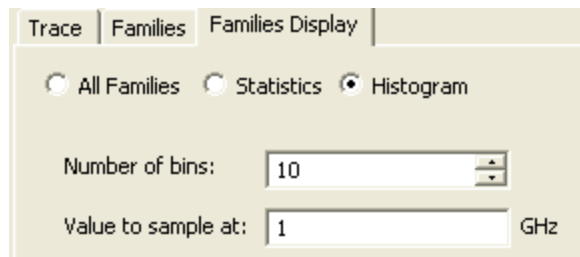 Trace Families Families Display
All Families Statistics Histogram
Number of bins: 10
Value to sample at: 1 GHz